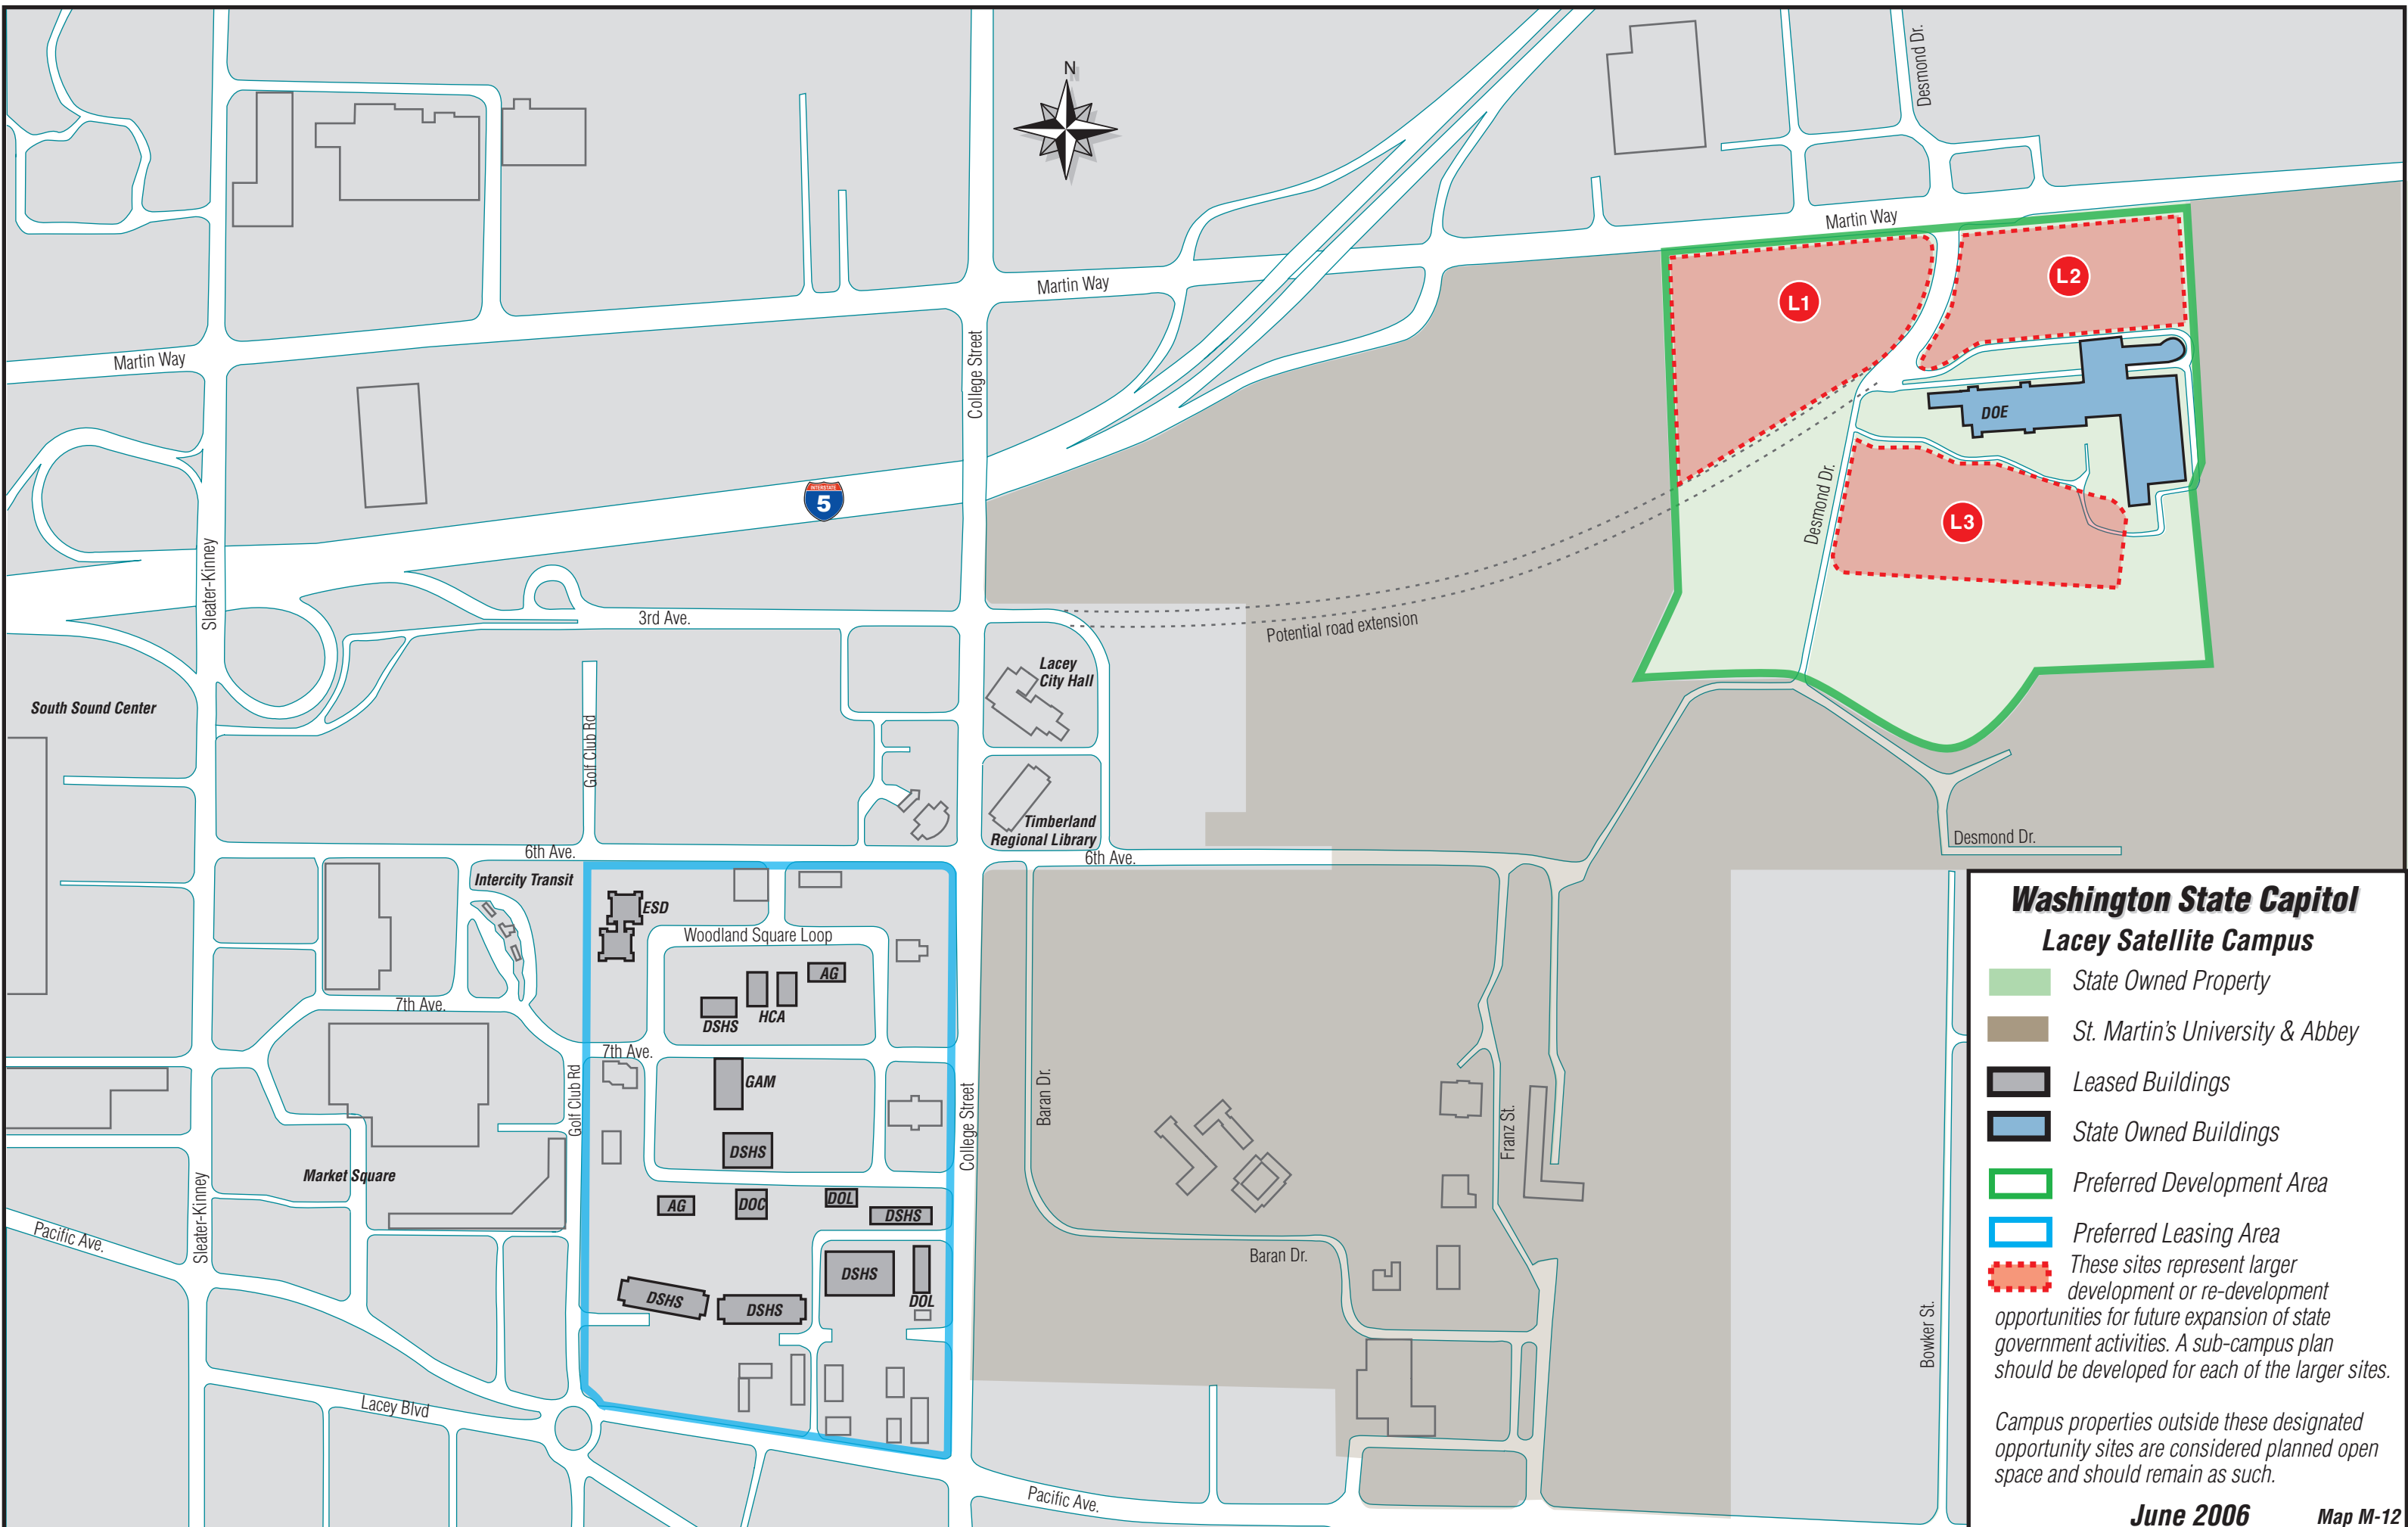 N
Desmond Dr.
Martin Way
L1
L2
Martin Way
College Street
Martin Way
DOE
INTERSTATE
5
Desmond Dr.
L3
Sleater-Kinney
3rd Ave.
Potential road extension
Lacey
City Hall
South Sound Center
Golf Club Rd
Timberland
Regional Library
Desmond Dr.
6th Ave.
6th Ave.
Intercity Transit
ESD
Woodland Square Loop
AG
HCA
DSHS
7th Ave.
7th Ave.
GAM
Golf Club Rd
College Street
Baran Dr.
Franz St.
DSHS
Market Square
Sleater-Kinney
AG
DOC
DOL
DSHS
Pacific Ave.
Baran Dr.
DSHS
DOL
DSHS
DSHS
Bowker St.
Lacey Blvd
Pacific Ave.
Washington State Capitol
Lacey Satellite Campus
State Owned Property
St. Martin's University & Abbey
Leased Buildings
State Owned Buildings
Preferred Development Area
Preferred Leasing Area
These sites represent larger
development or re-development
opportunities for future expansion of state
government activities. A sub-campus plan
should be developed for each of the larger sites.
Campus properties outside these designated
opportunity sites are considered planned open
space and should remain as such.
June 2006
Map M-12